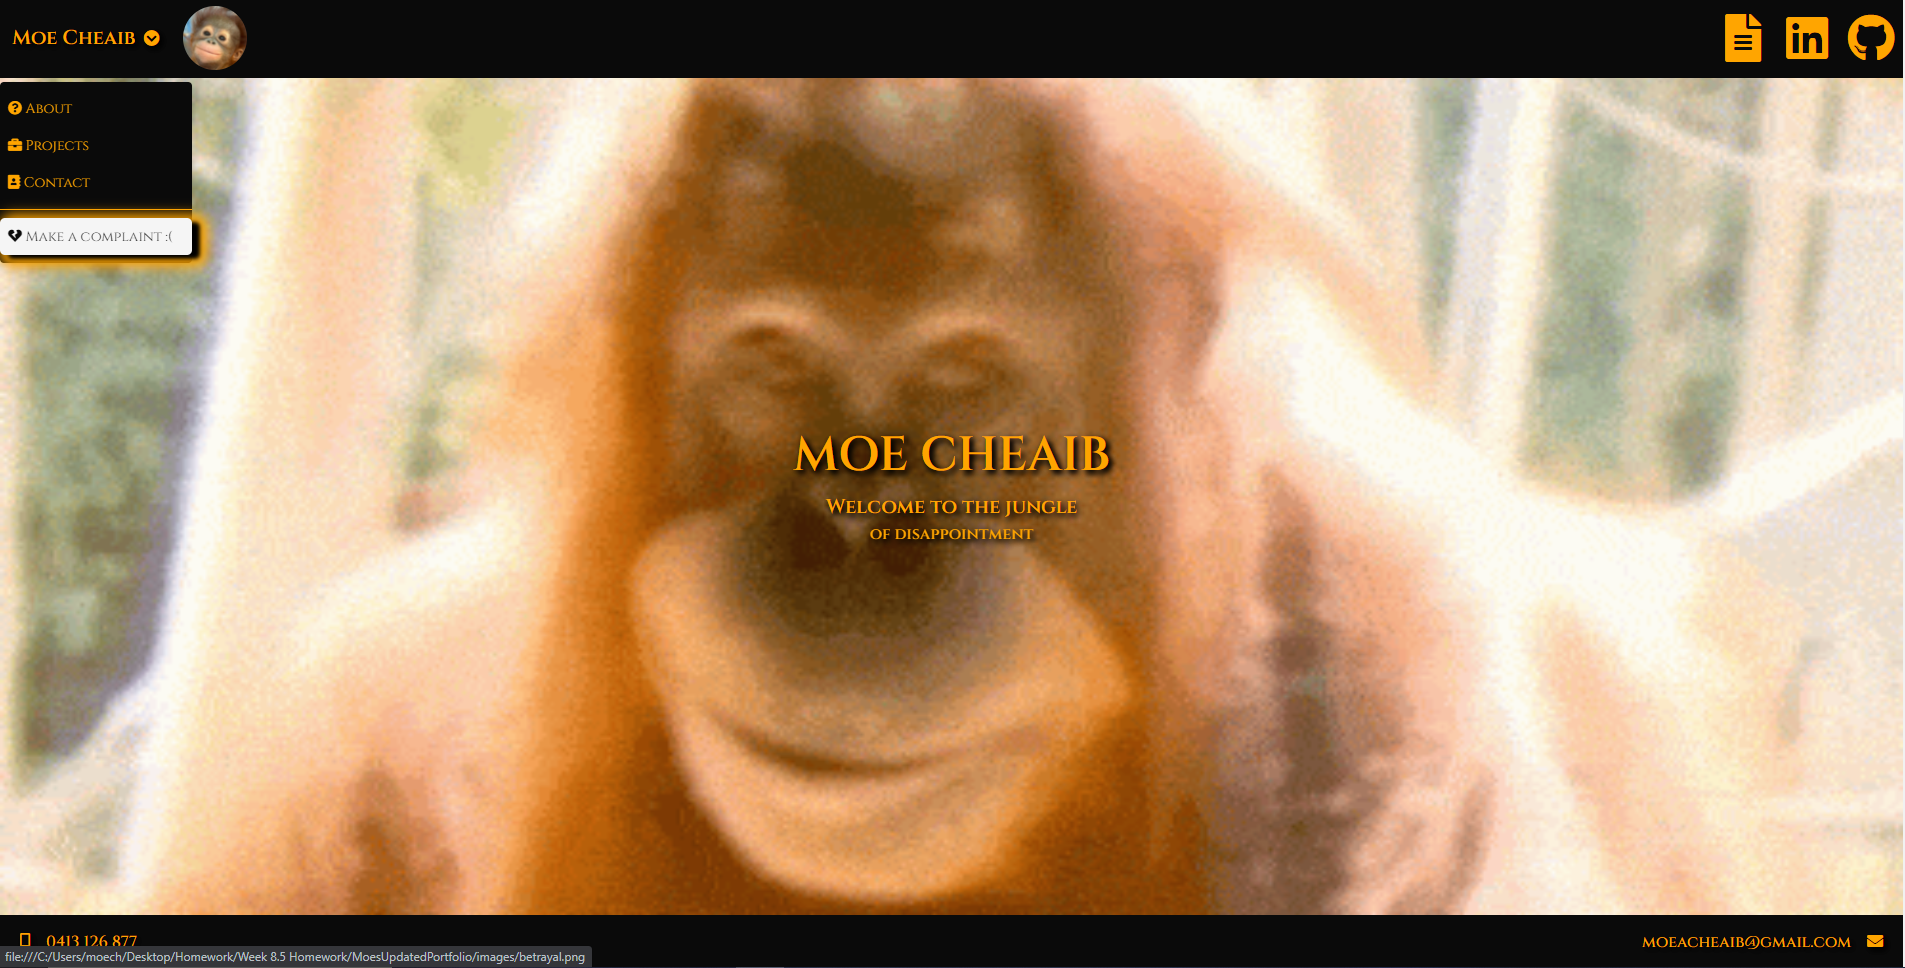 Moe Cheaib
About
Projects
Contact
Make a complaint :(
MOE CHEAIB
Welcome to the jungle
of disappointment
0413 126 877
moeacheaib@gmail.com
file:///C:/Users/moech/Desktop/Homework/Week 8.5 Homework/MoesUpdatedPortfolio/images/betrayal.png